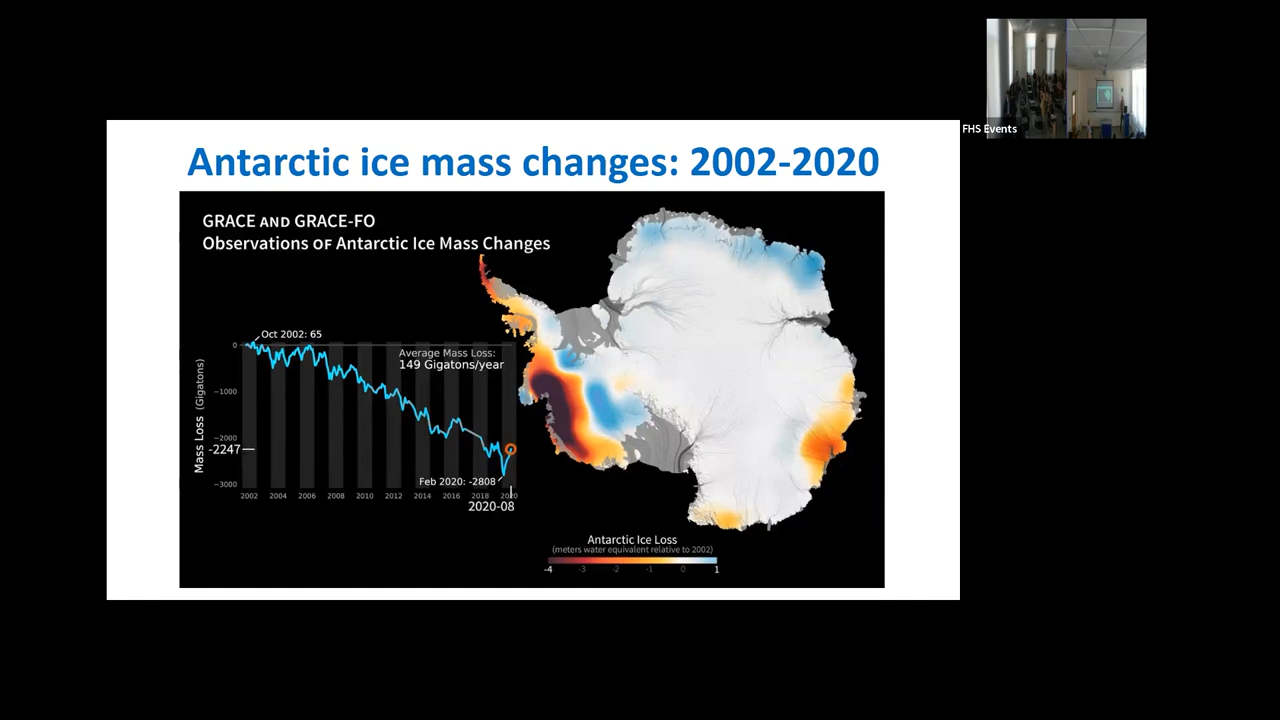 Antarctic ice mass changes: 2002-2020
GRACE AND GRACE-FO
Observations OF Antarctic Ice Mass Changes
FHS Events
Oct 2002: 65
Average Mass Loss:
149 Gigatons/year
Mass Loss (Gigatons)
0
-1000
-2000
-2247
-3000
Feb 2020: -2808
2002 2004 2006 2008 2010 2012 2014 2016 2018 2020
2020-08
Antarctic Ice Loss
(meters water equivalent relative to 2002)
-4 -3 -2 -1 0 1